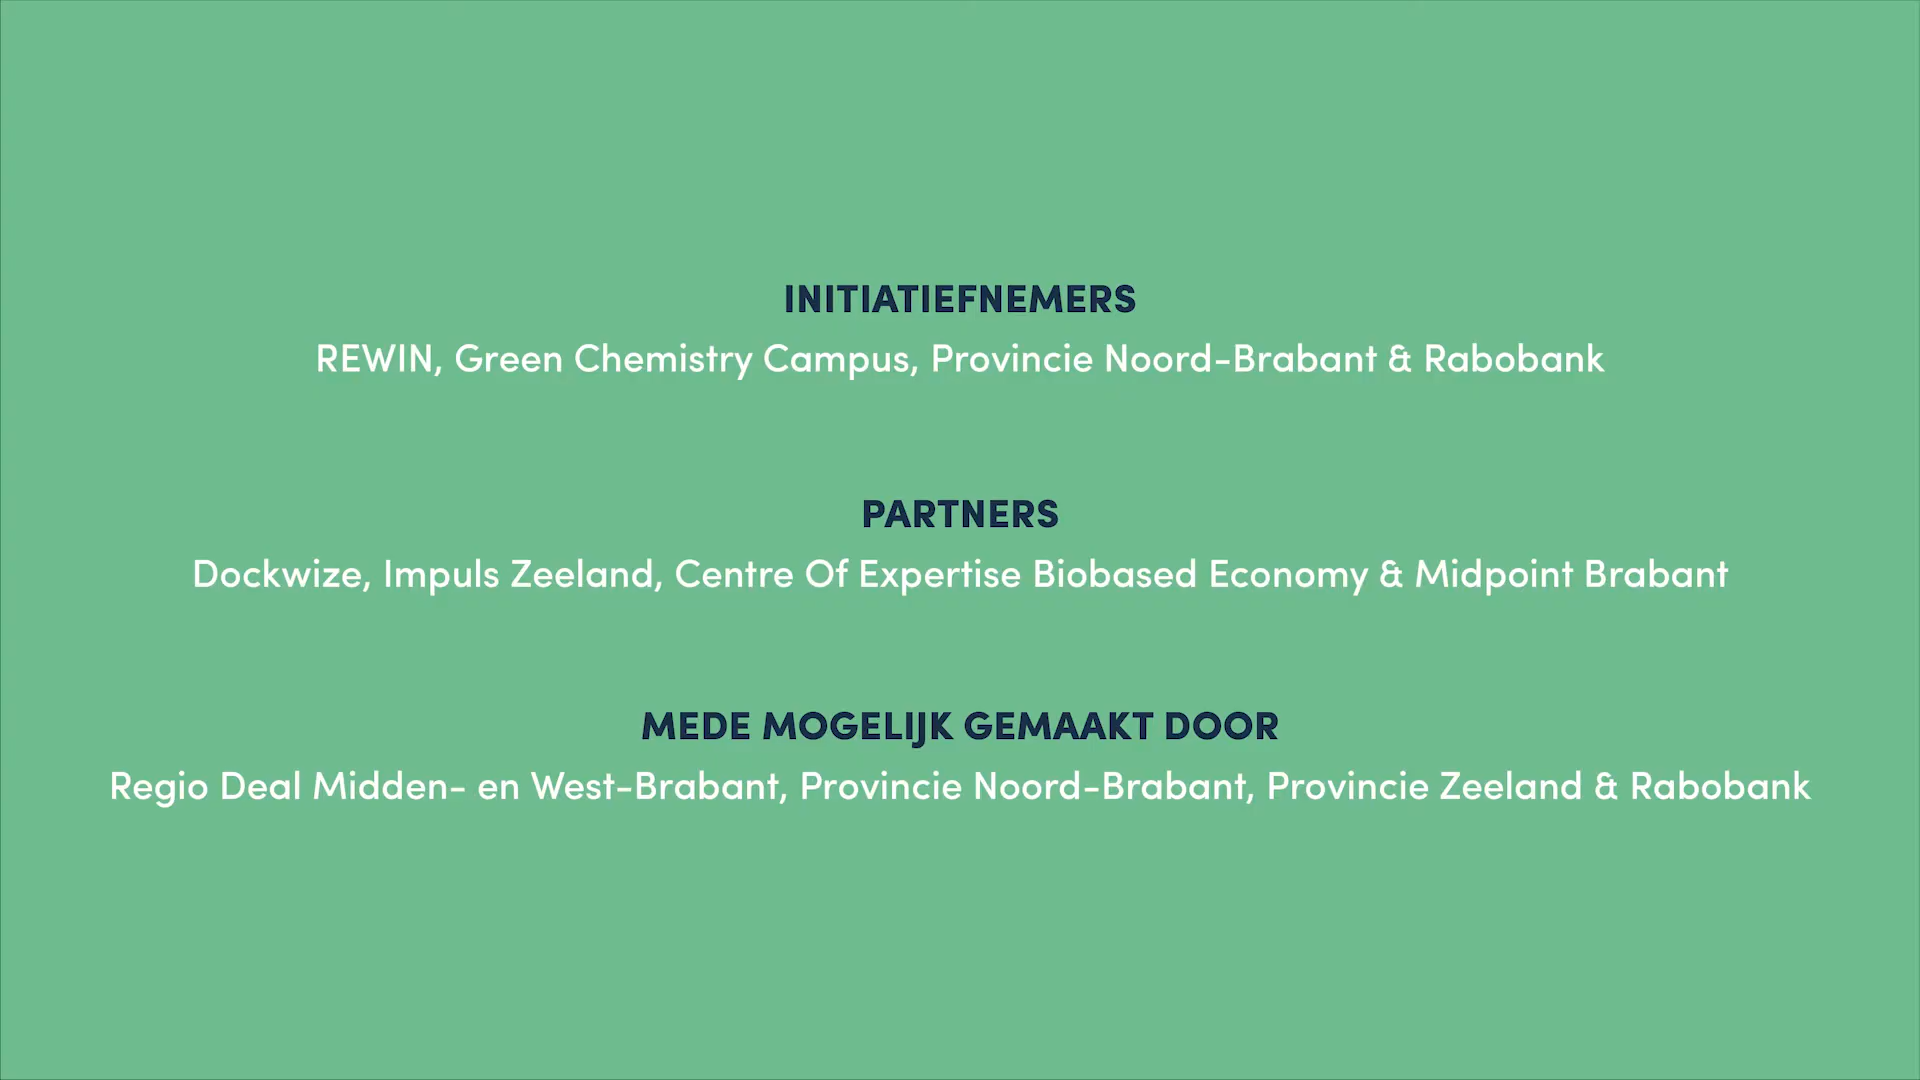 INITIATIEFNEMERS
REWIN, Green Chemistry Campus, Provincie Noord-Brabant & Rabobank
PARTNERS
Dockwize, Impuls Zeeland, Centre Of Expertise Biobased Economy & Midpoint Brabant
MEDE MOGELIJK GEMAAKT DOOR
Regio Deal Midden- en West-Brabant, Provincie Noord-Brabant, Provincie Zeeland & Rabobank